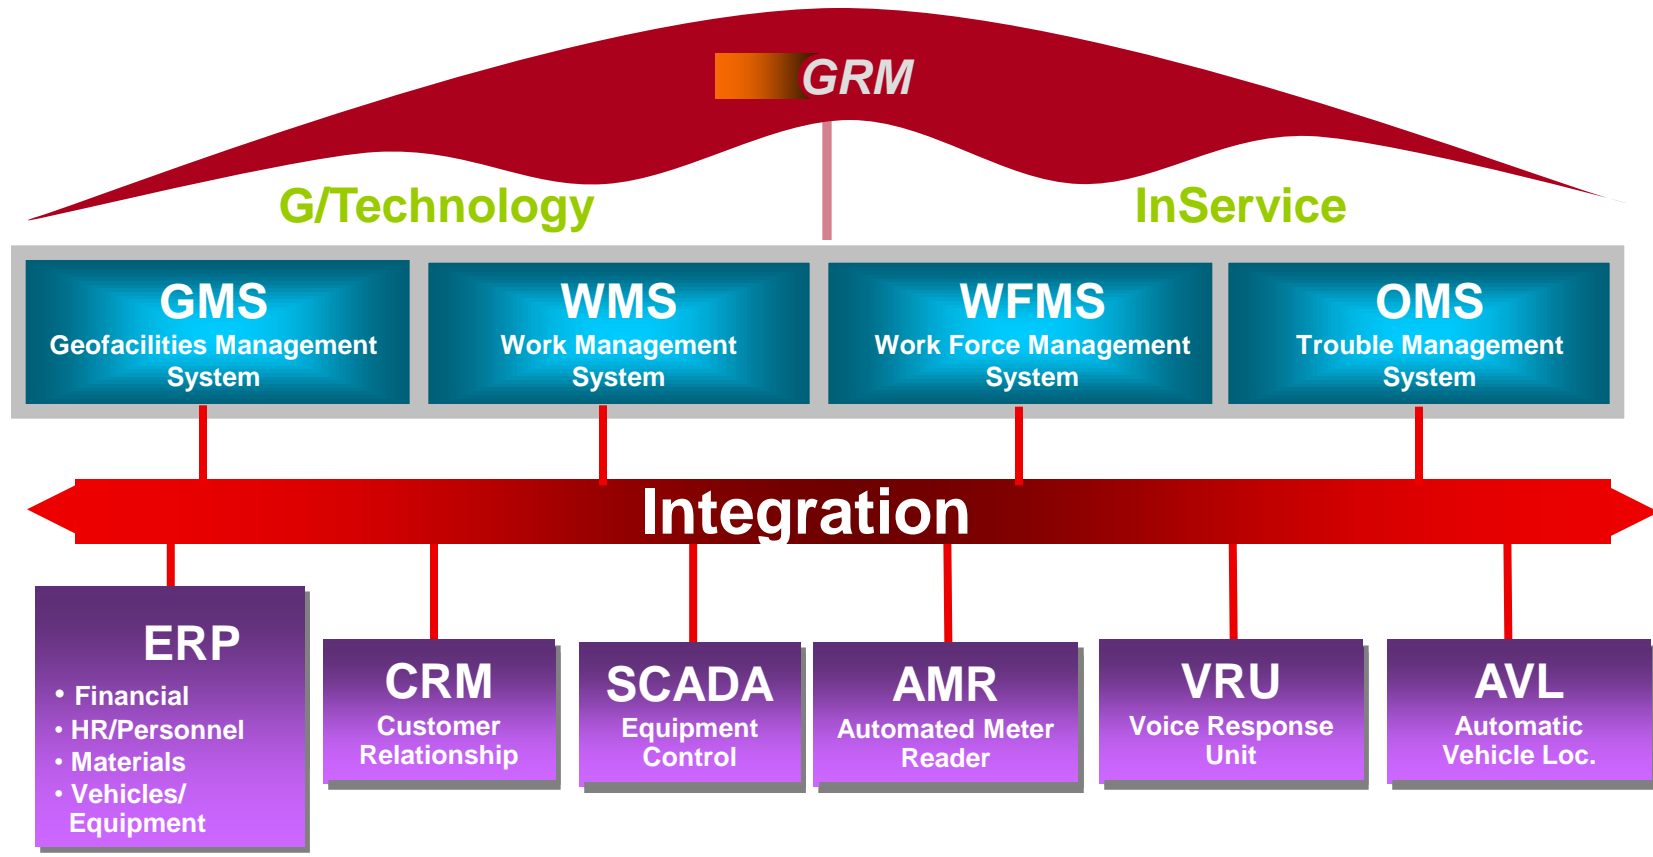 GRM
G/Technology
InService
GMS
Geofacilities Management
System
WMS
Work Management
System
WFMS
Work Force Management
System
OMS
Trouble Management
System
Integration
ERP
• Financial
• HR/Personnel
• Materials
• Vehicles/
Equipment
CRM
Customer
Relationship
SCADA
Equipment
Control
AMR
Automated Meter
Reader
VRU
Voice Response
Unit
AVL
Automatic
Vehicle Loc.